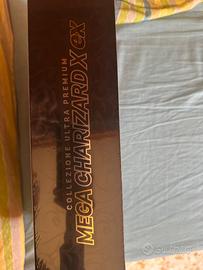 COLLEZIONE ULTRA PREMIUM
MEGA CHARIZARD X ex